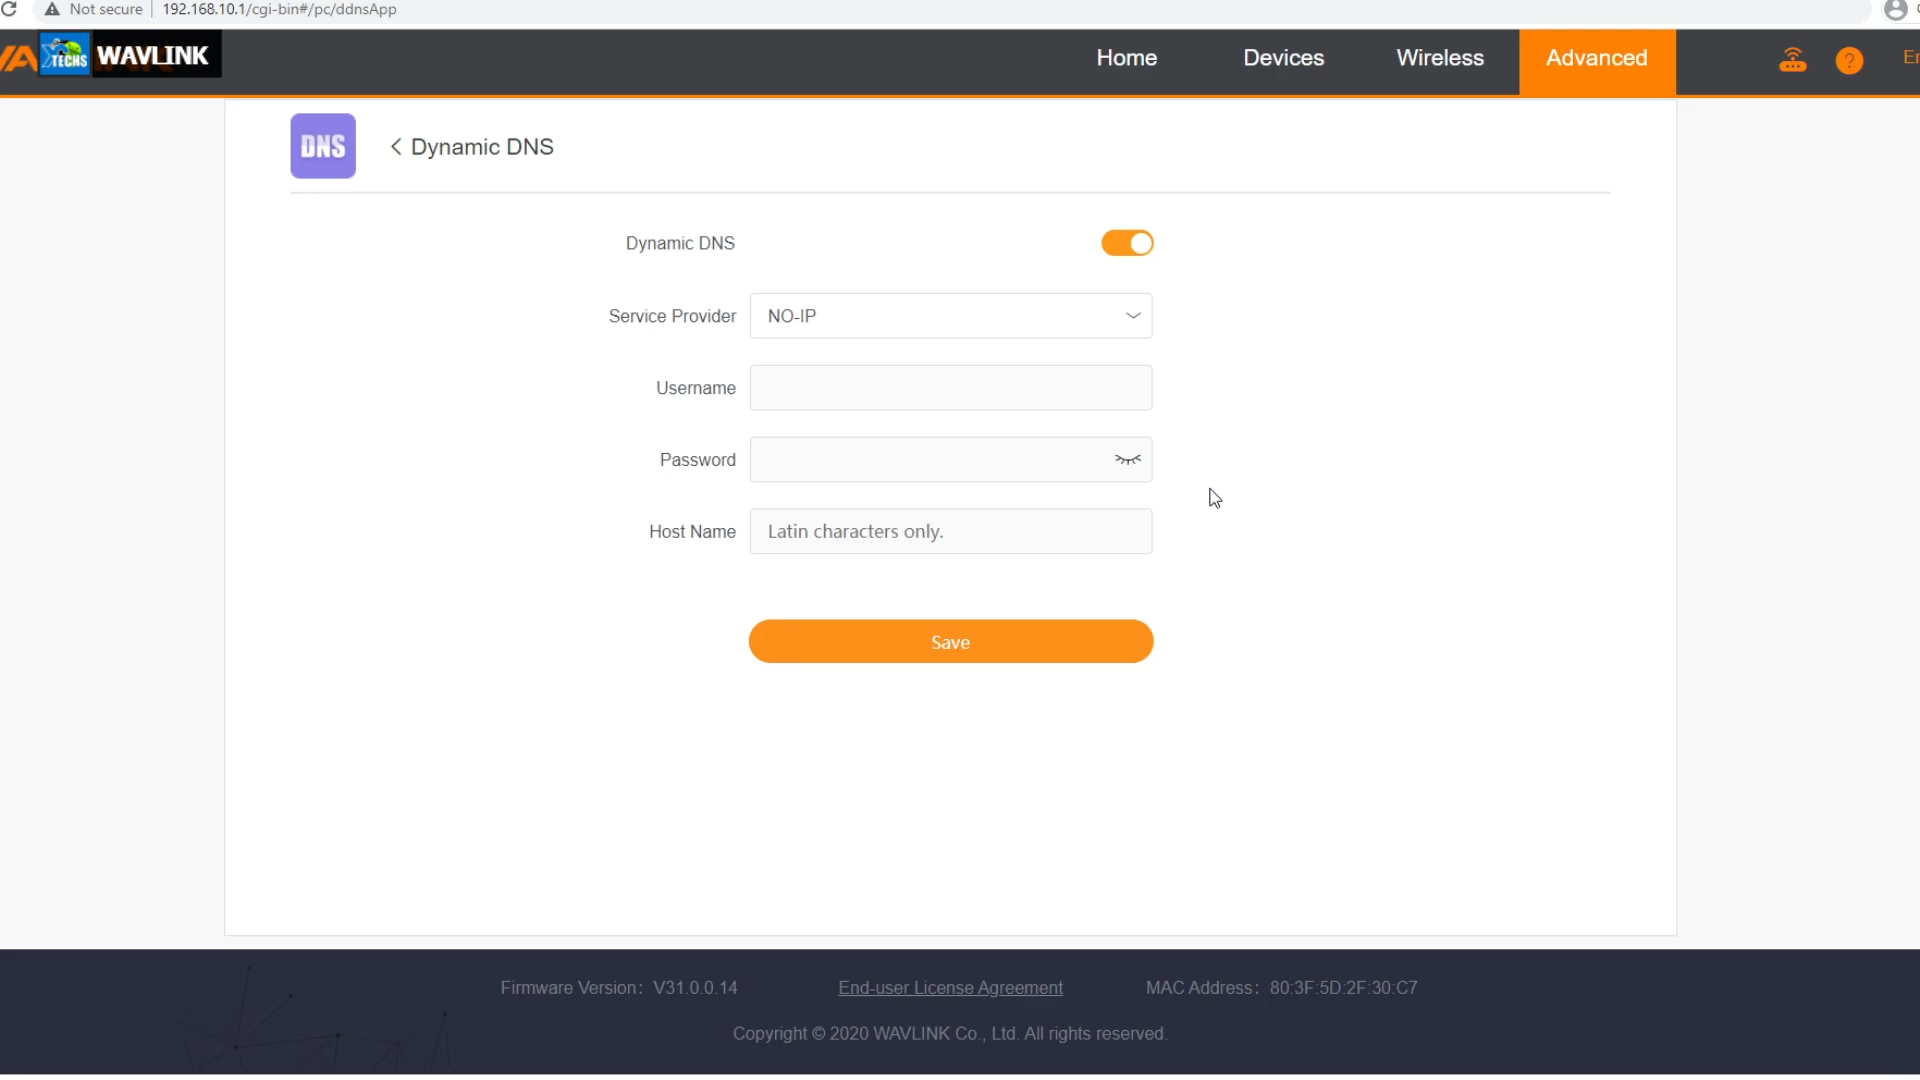 Not secure 192.168.10.1/cgi-bin#/pc/ddnsApp
TECHS WAVLINK Home Devices Wireless Advanced ?
DNS Dynamic DNS
Dynamic DNS
Service Provider NO-IP
Username
Password
Host Name Latin characters only.
Save
Firmware Version: V31.0.0.14 End-user License Agreement MAC Address: 80:3F:5D:2F:30:C7
Copyright © 2020 WAVLINK Co., Ltd. All rights reserved.